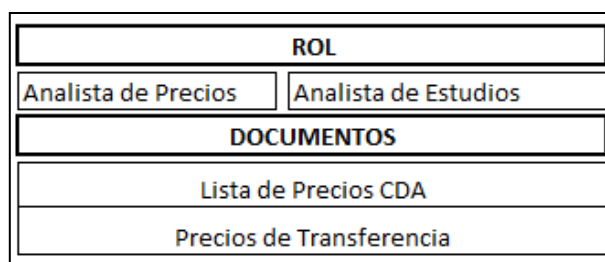 ROL
Analista de Precios Analista de Estudios
DOCUMENTOS
Lista de Precios CDA
Precios de Transferencia